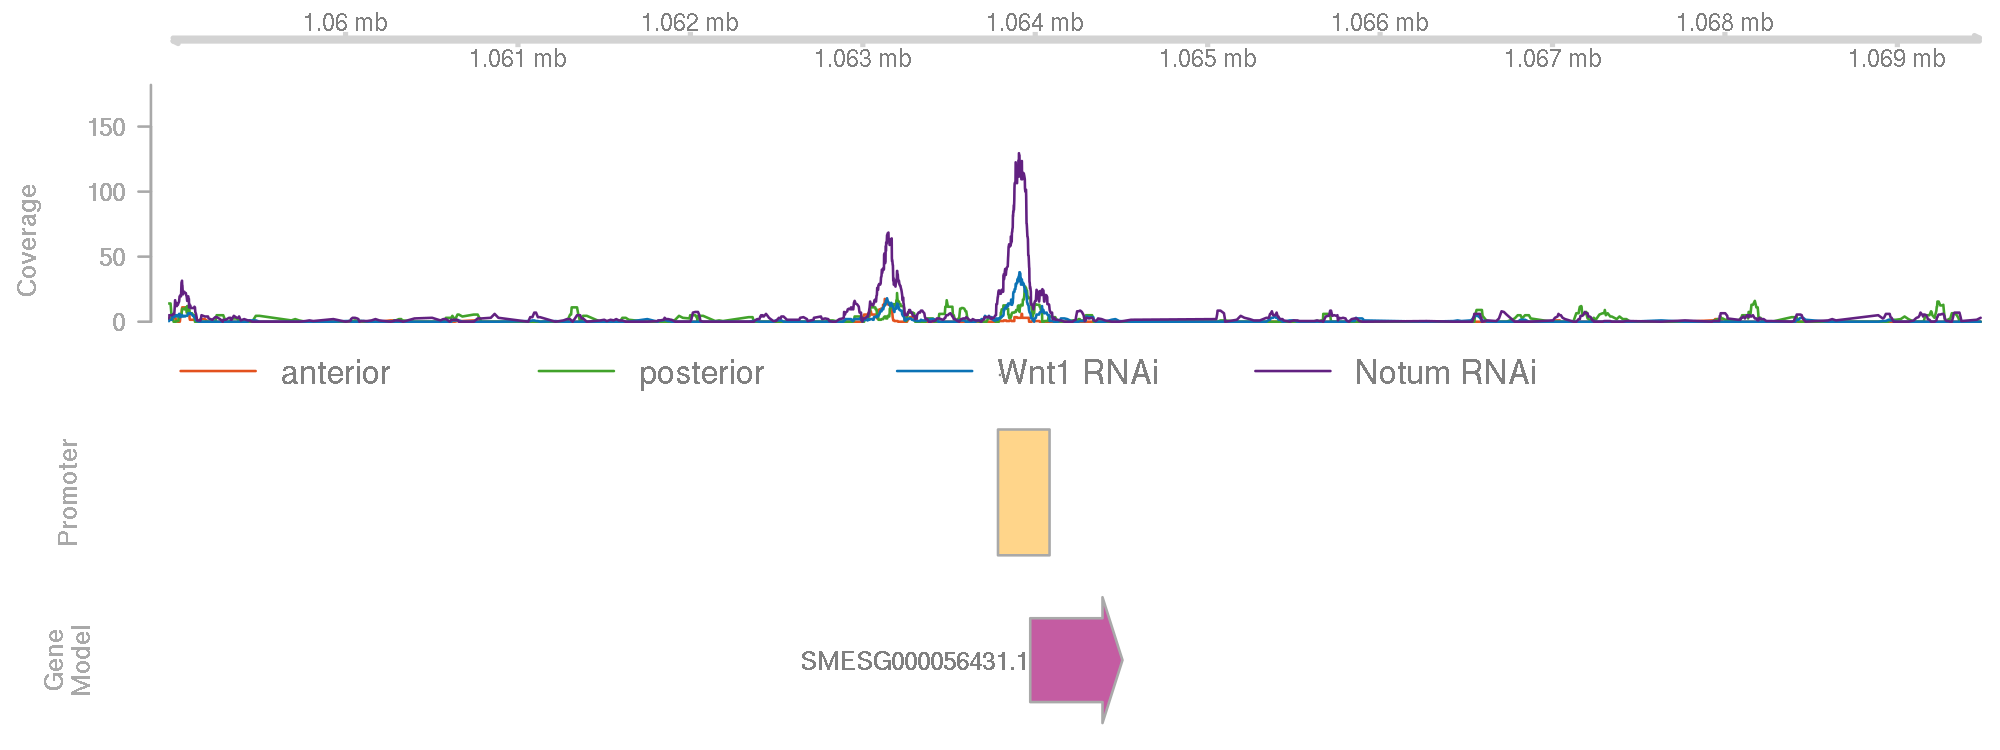 1.06 mb 1.062 mb 1.064 mb 1.066 mb 1.068 mb
1.061 mb 1.063 mb 1.065 mb 1.067 mb 1.069 mb
Coverage
150
100
50
0
anterior posterior Wnt1 RNAi Notum RNAi
Promoter
Gene
Model
SMESG000056431.1